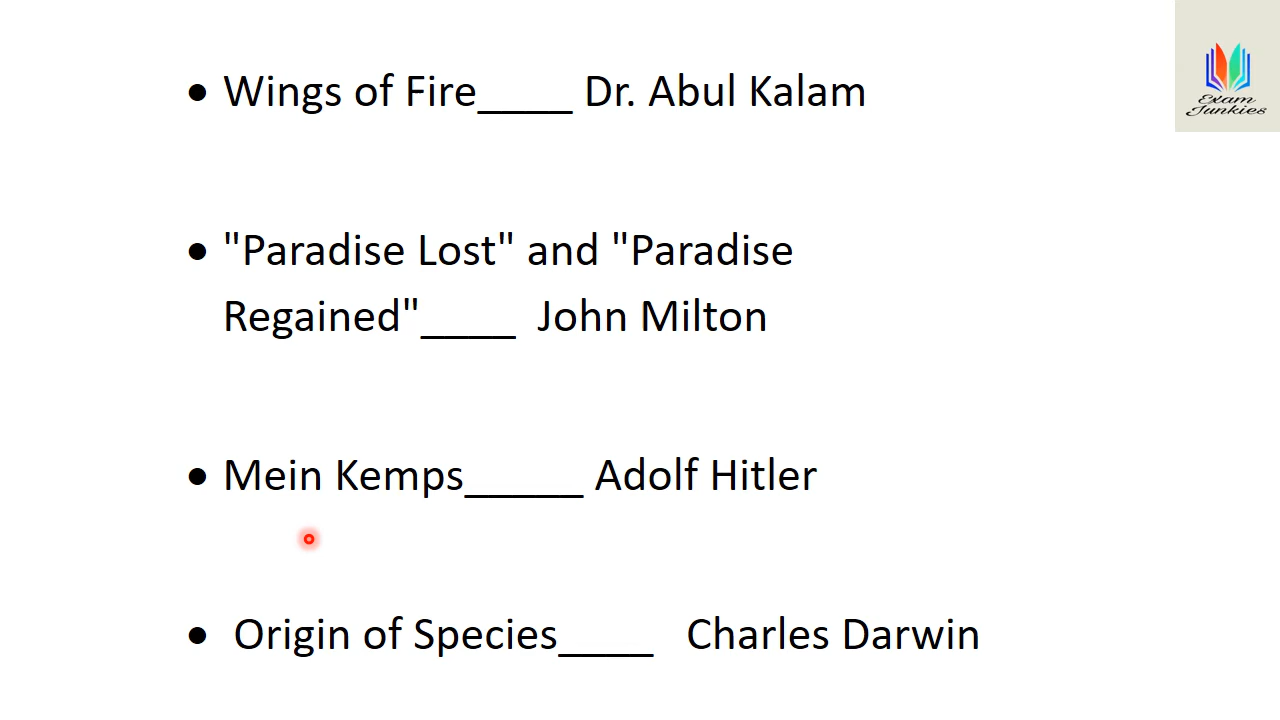 • Wings of Fire____ Dr. Abul Kalam
• "Paradise Lost" and "Paradise
Regained"____ John Milton
• Mein Kemps_____ Adolf Hitler
• Origin of Species____ Charles Darwin
Exam
Junkies